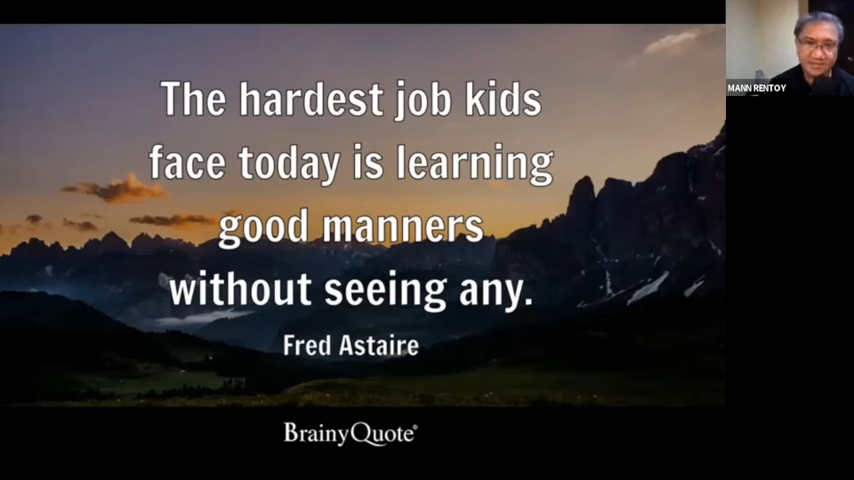 The hardest job kids
face today is learning
good manners
without seeing any.
Fred Astaire
BrainyQuote®
MANN RENTOY